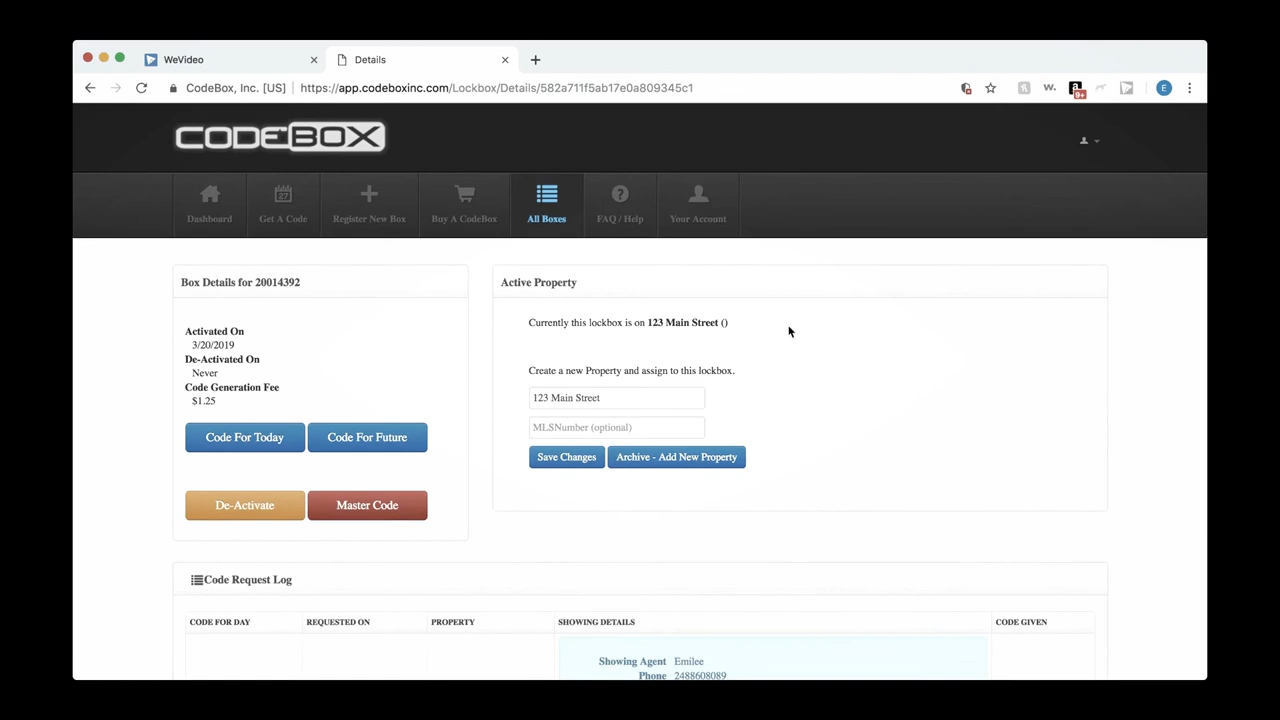 WeVideo
Details
CodeBox, Inc. [US]
https://app.codeboxinc.com/Lockbox/Details/582a711f5ab17e0a809345c1
w.
a
9+
E
CODEBOX
27
Dashboard
Get A Code
Register New Box
Buy A CodeBox
All Boxes
FAQ / Help
Your Account
Box Details for 20014392
Activated On
3/20/2019
De-Activated On
Never
Code Generation Fee
$1.25
Code For Today
Code For Future
De-Activate
Master Code
Active Property
Currently this lockbox is on 123 Main Street ()
Create a new Property and assign to this lockbox.
123 Main Street
MLSNumber (optional)
Save Changes
Archive - Add New Property
Code Request Log
CODE FOR DAY
REQUESTED ON
PROPERTY
SHOWING DETAILS
CODE GIVEN
Showing Agent Emilee
Phone 2488608089